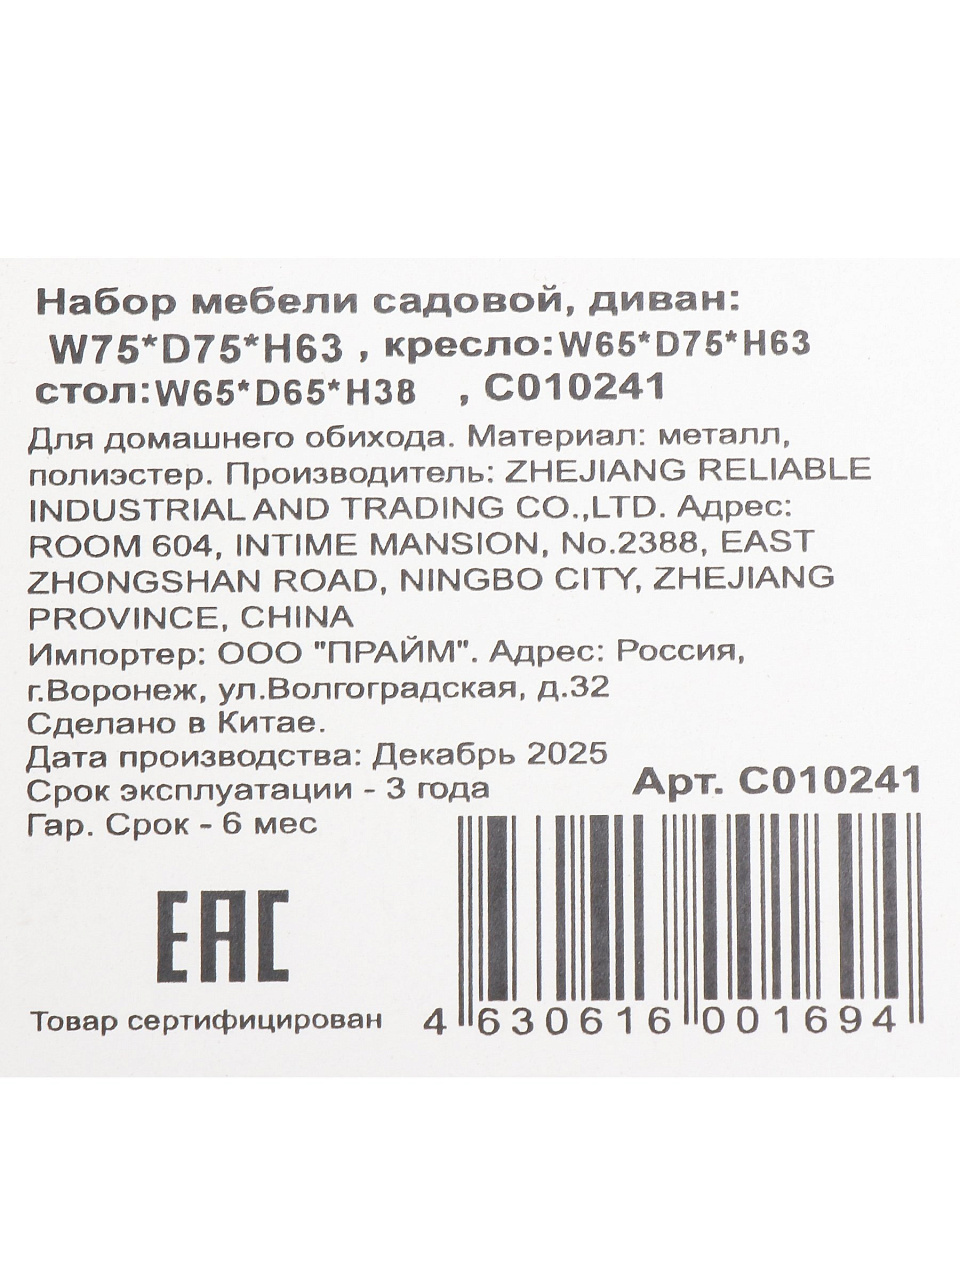 Набор мебели садовой, диван:
W75*D75*H63 , кресло:W65*D75*H63
стол:W65*D65*H38 , C010241
Для домашнего обихода. Материал: металл,
полиэстер. Производитель: ZHEJIANG RELIABLE
INDUSTRIAL AND TRADING CO.,LTD. Адрес:
ROOM 604, INTIME MANSION, No.2388, EAST
ZHONGSHAN ROAD, NINGBO CITY, ZHEJIANG
PROVINCE, CHINA
Импортер: ООО "ПРАЙМ". Адрес: Россия,
г.Воронеж, ул.Волгоградская, д.32
Сделано в Китае.
Дата производства: Декабрь 2025
Срок эксплуатации - 3 года
Гар. Срок - 6 мес
Арт. C010241
EAC
Товар сертифицирован
4 630616 001694